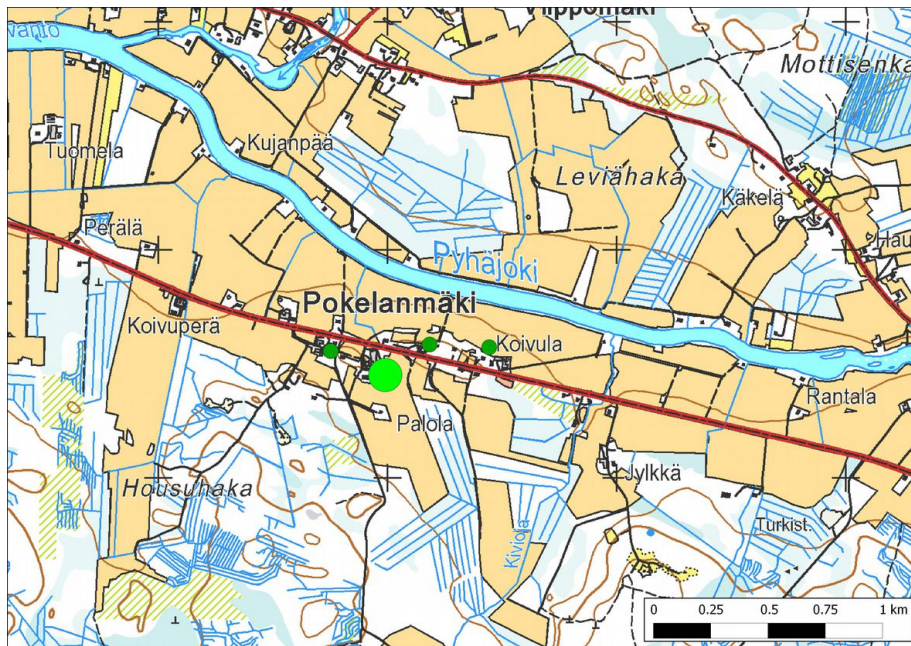 Vilppomäki
Mottisenka
vanto
Tuomela
Kujanpää
Leviähaka
Käkelä
Perälä
Hau
Pyhäjoki
Pokelanmäki
Koivuperä
Koivula
Rantala
Palola
Jylkkä
Housuhaka
Kivioja
Turkist.
0 0.25 0.5 0.75 1 km